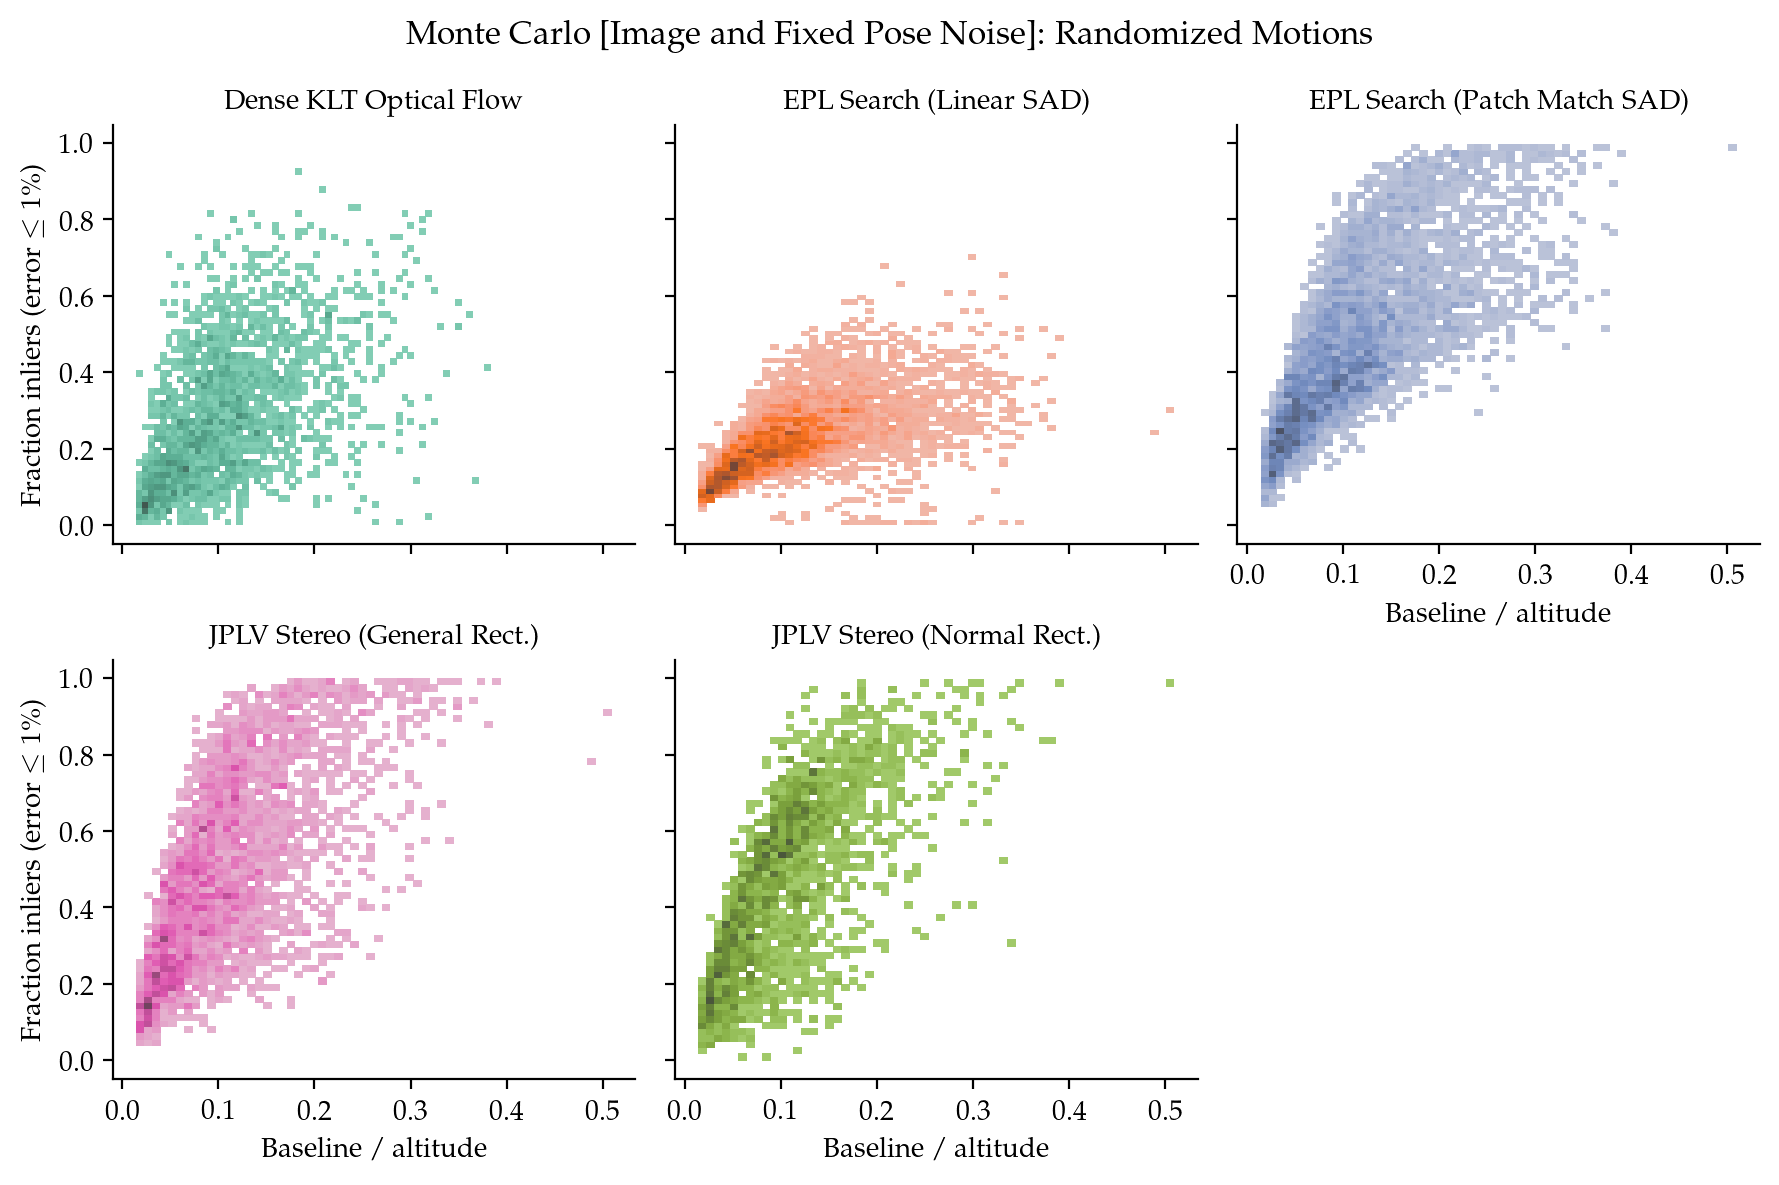 Monte Carlo [Image and Fixed Pose Noise]: Randomized Motions
Dense KLT Optical Flow
EPL Search (Linear SAD)
EPL Search (Patch Match SAD)
Fraction inliers (error ≤ 1%)
1.0
0.8
0.6
0.4
0.2
0.0
0.0 0.1 0.2 0.3 0.4 0.5
Baseline / altitude
JPLV Stereo (General Rect.)
JPLV Stereo (Normal Rect.)
Fraction inliers (error ≤ 1%)
1.0
0.8
0.6
0.4
0.2
0.0
0.0 0.1 0.2 0.3 0.4 0.5
Baseline / altitude
0.0 0.1 0.2 0.3 0.4 0.5
Baseline / altitude